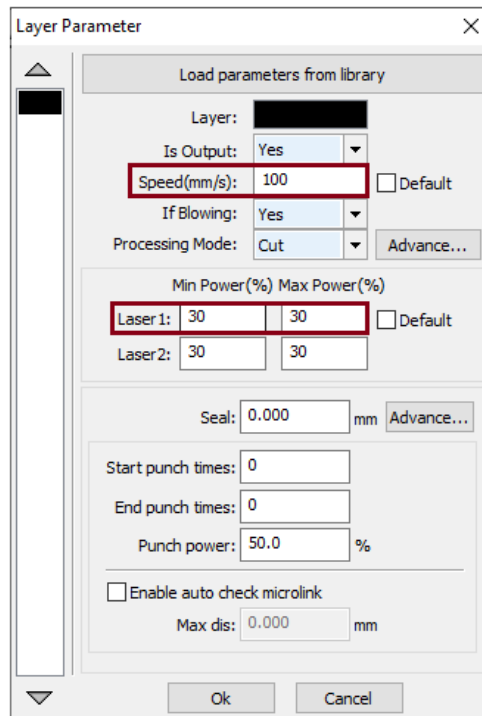 Layer Parameter
Load parameters from library
Layer:
Is Output: Yes
Speed(mm/s): 100 Default
If Blowing: Yes
Processing Mode: Cut Advance...
Min Power(%) Max Power(%)
Laser1: 30 30 Default
Laser2: 30 30
Seal: 0.000 mm Advance...
Start punch times: 0
End punch times: 0
Punch power: 50.0 %
Enable auto check microlink
Max dis: 0.000 mm
Ok Cancel